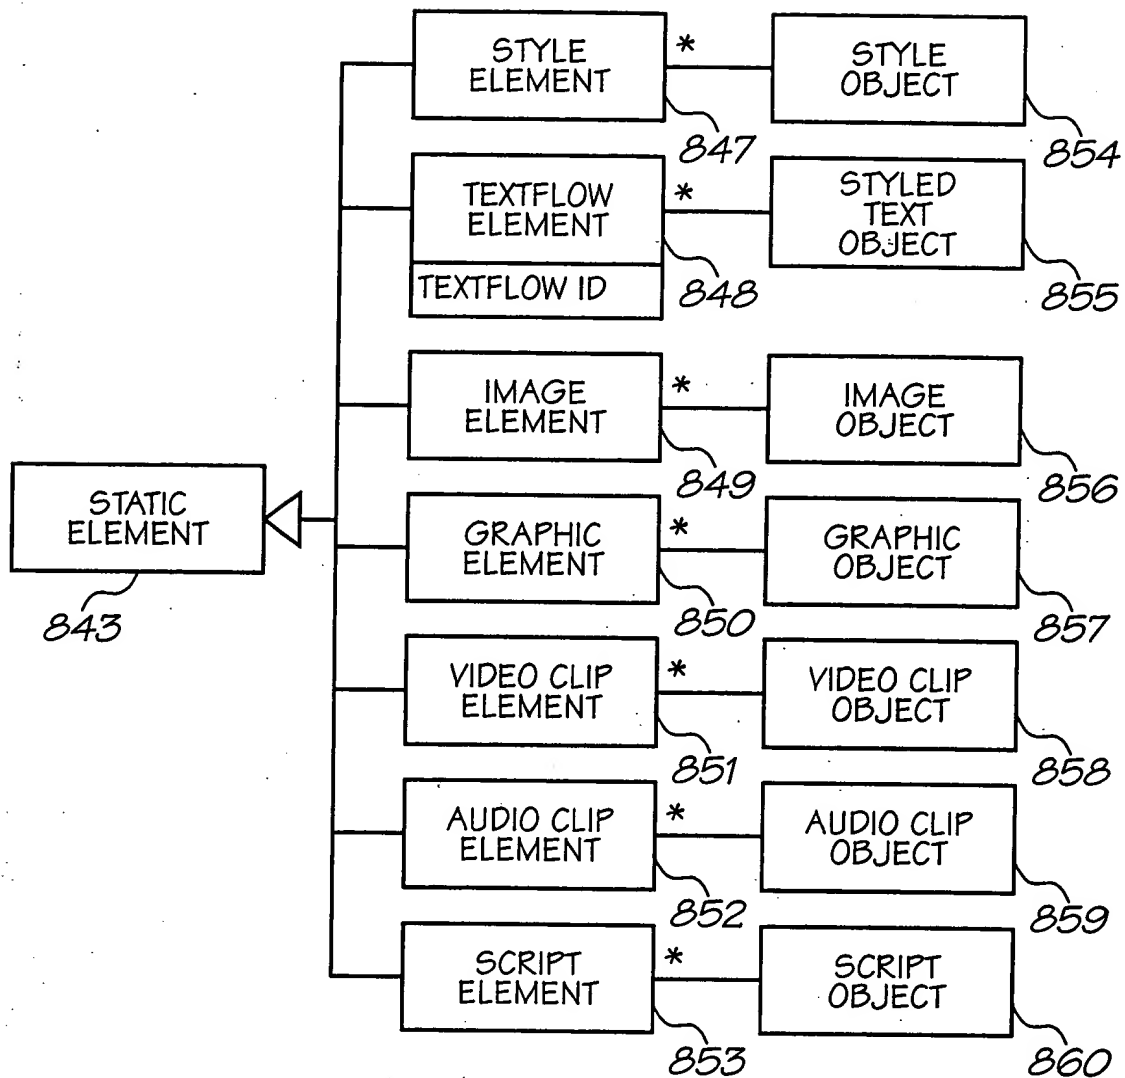 STYLE
ELEMENT
*
STYLE
OBJECT
847
854
TEXTFLOW
ELEMENT
TEXTFLOW ID
*
STYLED
TEXT
OBJECT
848
855
IMAGE
ELEMENT
*
IMAGE
OBJECT
849
856
STATIC
ELEMENT
843
GRAPHIC
ELEMENT
*
GRAPHIC
OBJECT
850
857
VIDEO CLIP
ELEMENT
*
VIDEO CLIP
OBJECT
851
858
AUDIO CLIP
ELEMENT
*
AUDIO CLIP
OBJECT
852
859
SCRIPT
ELEMENT
*
SCRIPT
OBJECT
853
860